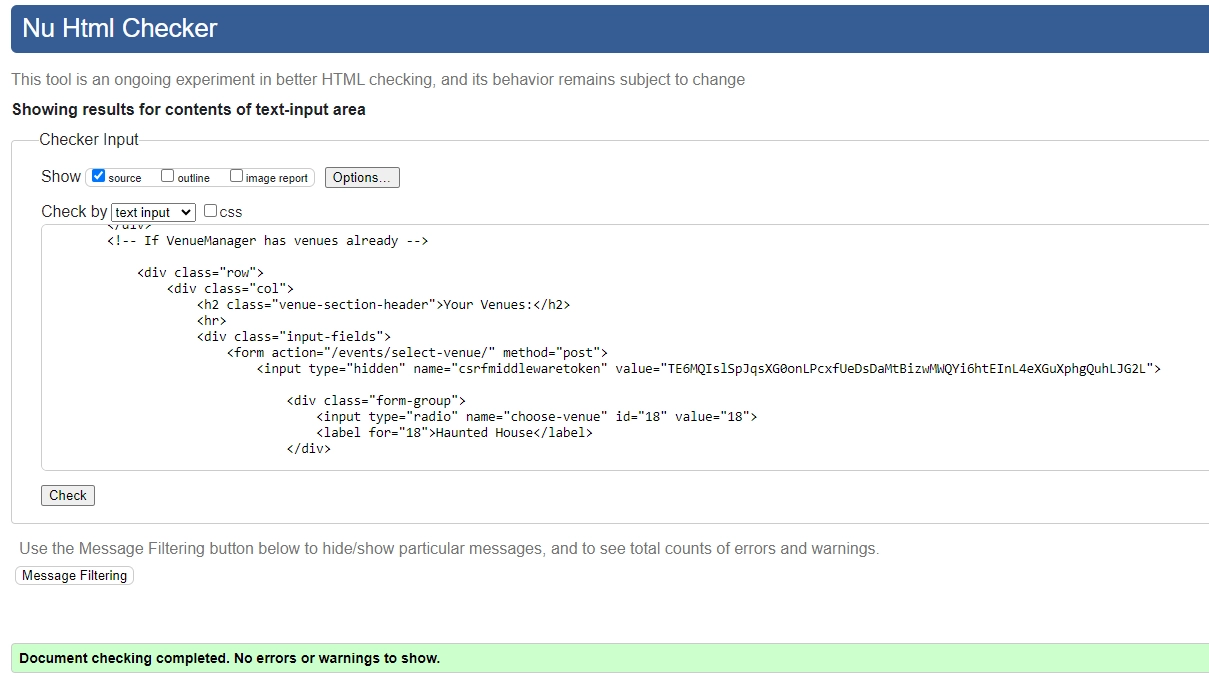 Nu Html Checker
This tool is an ongoing experiment in better HTML checking, and its behavior remains subject to change
Showing results for contents of text-input area
Checker Input
Show source outline image report Options...
Check by text input css
</div>
<!-- If VenueManager has venues already -->
<div class="row">
<div class="col">
<h2 class="venue-section-header">Your Venues:</h2>
<hr>
<div class="input-fields">
<form action="/events/select-venue/" method="post">
<input type="hidden" name="csrfmiddlewaretoken" value="TE6MQIslSpJqsXG0onLPcxfUeDsDaMtBizwMWQYi6htEInL4eXGuXphgQuhLJG2L">
<div class="form-group">
<input type="radio" name="choose-venue" id="18" value="18">
<label for="18">Haunted House</label>
</div>
Check
Use the Message Filtering button below to hide/show particular messages, and to see total counts of errors and warnings.
Message Filtering
Document checking completed. No errors or warnings to show.